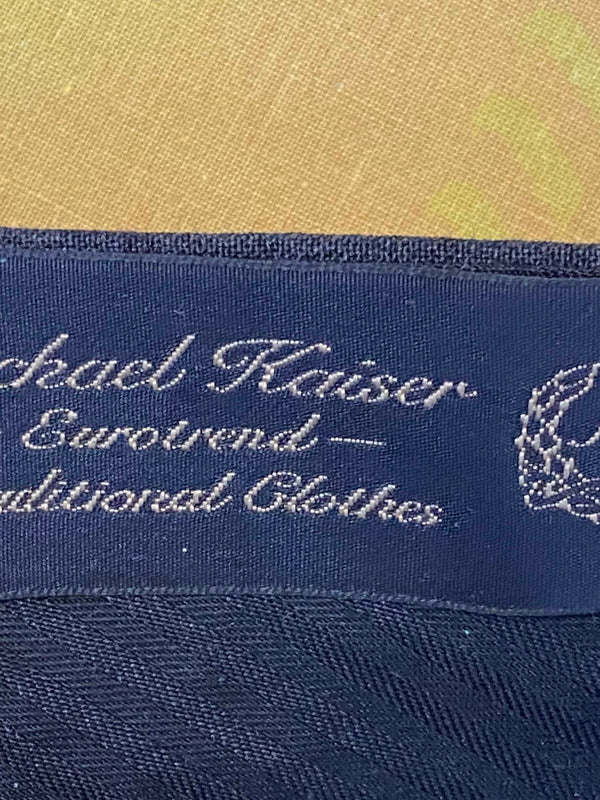 chael Kaiser
Eurotrend —
aditional Clothes